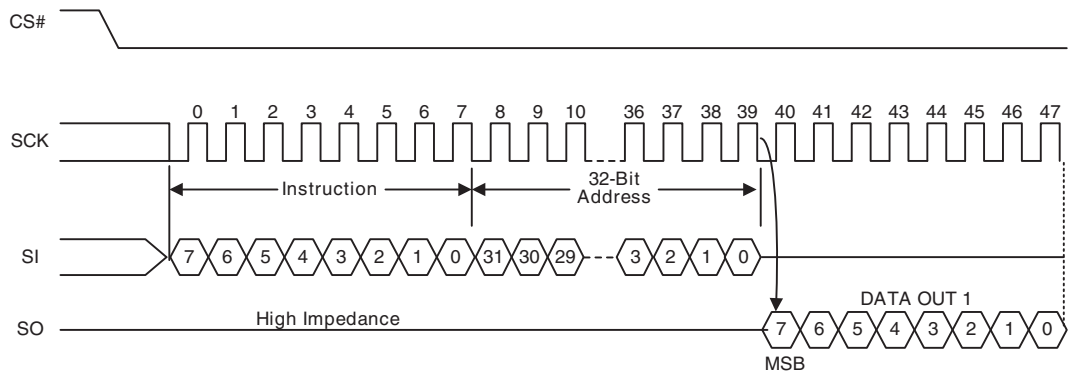 CS#
0 1 2 3 4 5 6 7 8 9 10 36 37 38 39 40 41 42 43 44 45 46 47
SCK
Instruction
32-Bit
Address
SI
7 6 5 4 3 2 1 0 31 30 29 3 2 1 0
DATA OUT 1
High Impedance
SO
7 6 5 4 3 2 1 0
MSB